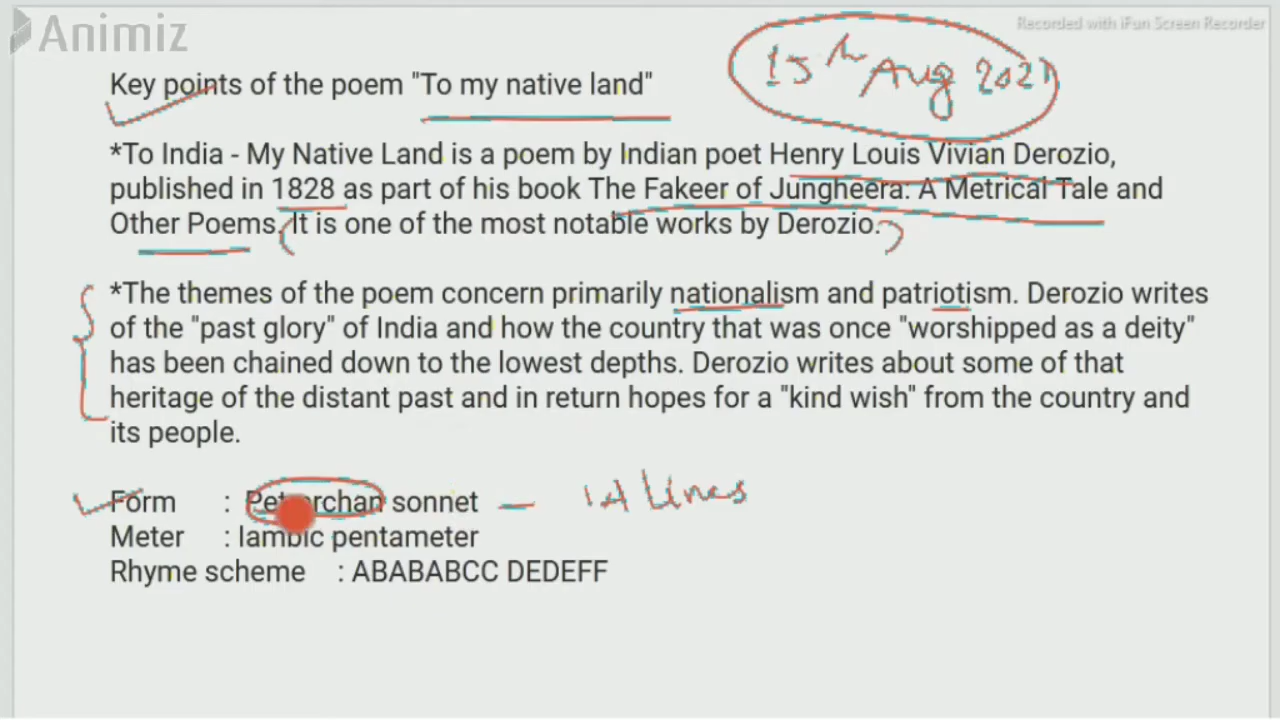 Animiz
Recorded with iFun Screen Recorder
15th Aug 2021
Key points of the poem "To my native land"
*To India - My Native Land is a poem by Indian poet Henry Louis Vivian Derozio,
published in 1828 as part of his book The Fakeer of Jungheera: A Metrical Tale and
Other Poems. It is one of the most notable works by Derozio.
*The themes of the poem concern primarily nationalism and patriotism. Derozio writes
of the "past glory" of India and how the country that was once "worshipped as a deity"
has been chained down to the lowest depths. Derozio writes about some of that
heritage of the distant past and in return hopes for a "kind wish" from the country and
its people.
Form : Petrarchan sonnet - 14 lines
Meter : Iambic pentameter
Rhyme scheme : ABABABCC DEDEFF